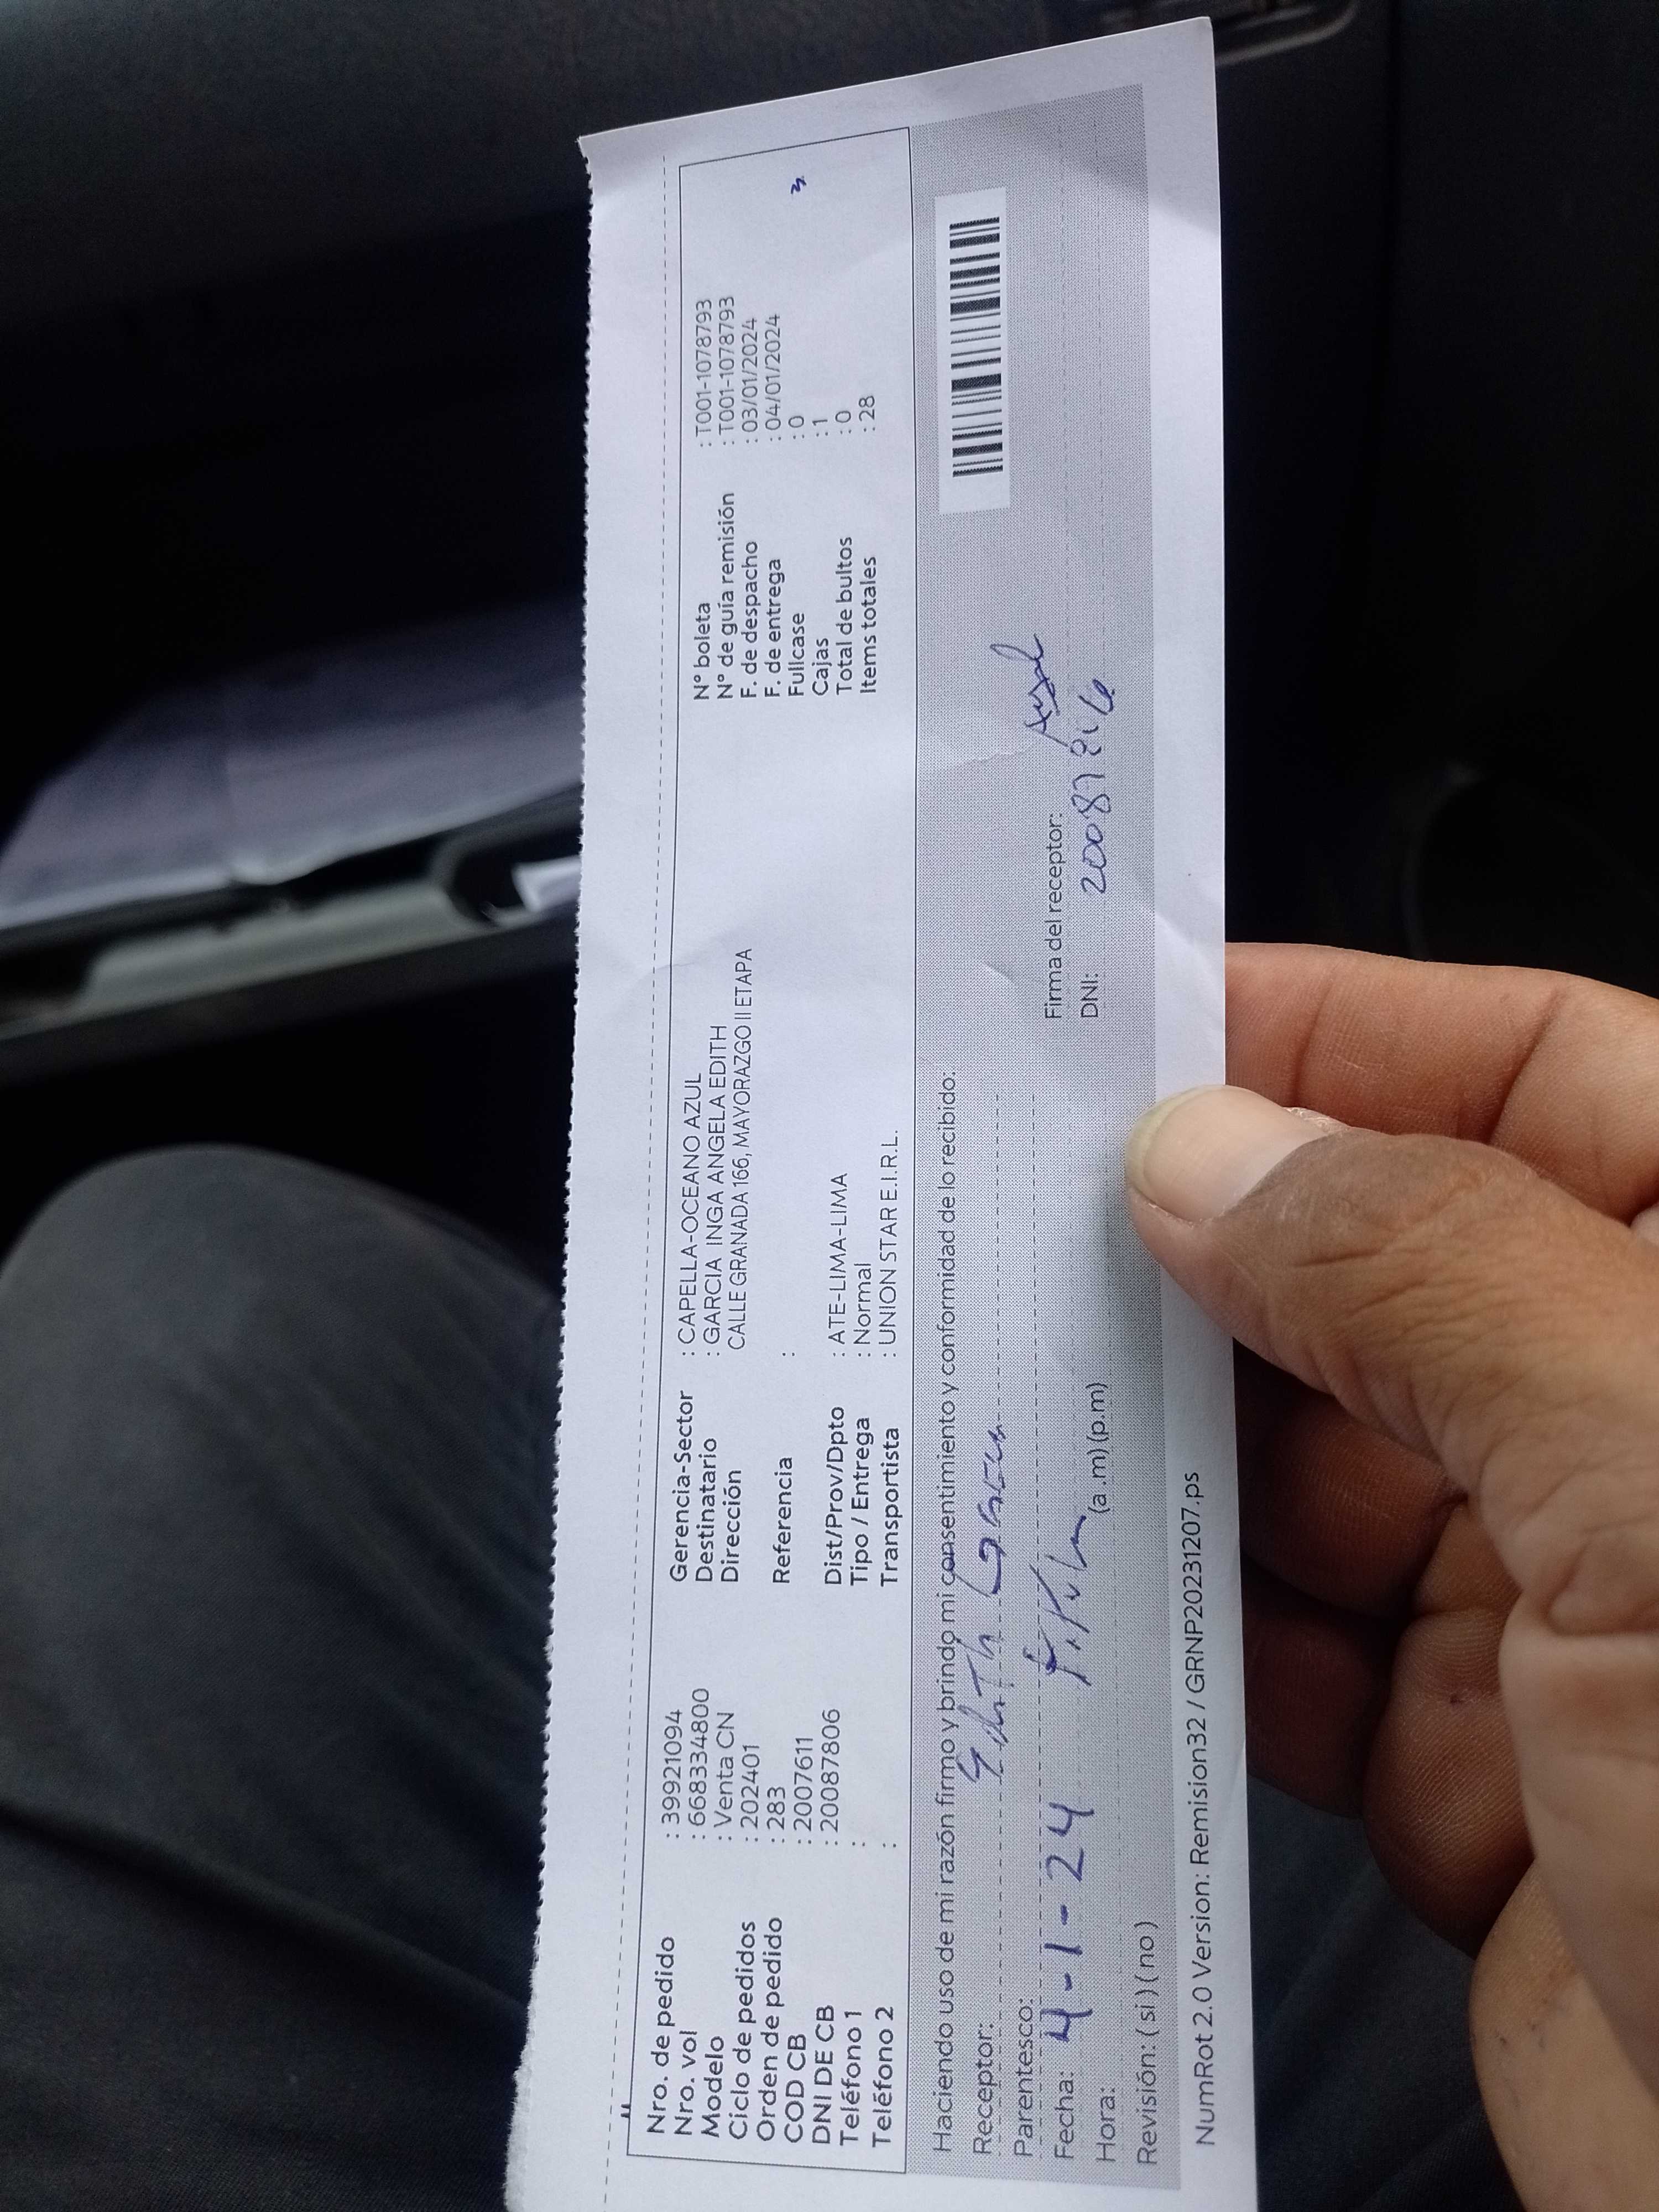 Nro. de pedido : 39921094
Nro. vol : 668334800
Modelo : Venta CN
Ciclo de pedidos : 202401
Orden de pedido : 283
COD CB : 2007611
DNI DE CB : 20087806
Teléfono 1 :
Teléfono 2 :
Gerencia-Sector : CAPELLA-OCEANO AZUL
Destinatario : GARCIA INGA ANGELA EDITH
Dirección CALLE GRANADA 166, MAYORAZGO II ETAPA
Referencia :
Dist/Prov/Dpto : ATE-LIMA-LIMA
Tipo / Entrega : Normal
Transportista : UNION STAR E.I.R.L.
N° boleta : T001-1078793
N° de guía remisión : T001-1078793
F. de despacho : 03/01/2024
F. de entrega : 04/01/2024
Fullcase : 0
Cajas : 1
Total de bultos : 0
Items totales : 28
3
Haciendo uso de mi razón firmo y brindo mi consentimiento y conformidad de lo recibido:
Receptor: Edith
Parentesco:
Fecha: 4-1-24
Hora: (a .m) (p.m)
Revisión: ( si ) ( no )
Firma del receptor:
DNI:
NumRot 2.0 Version: Remision32 / GRNP20231207.ps